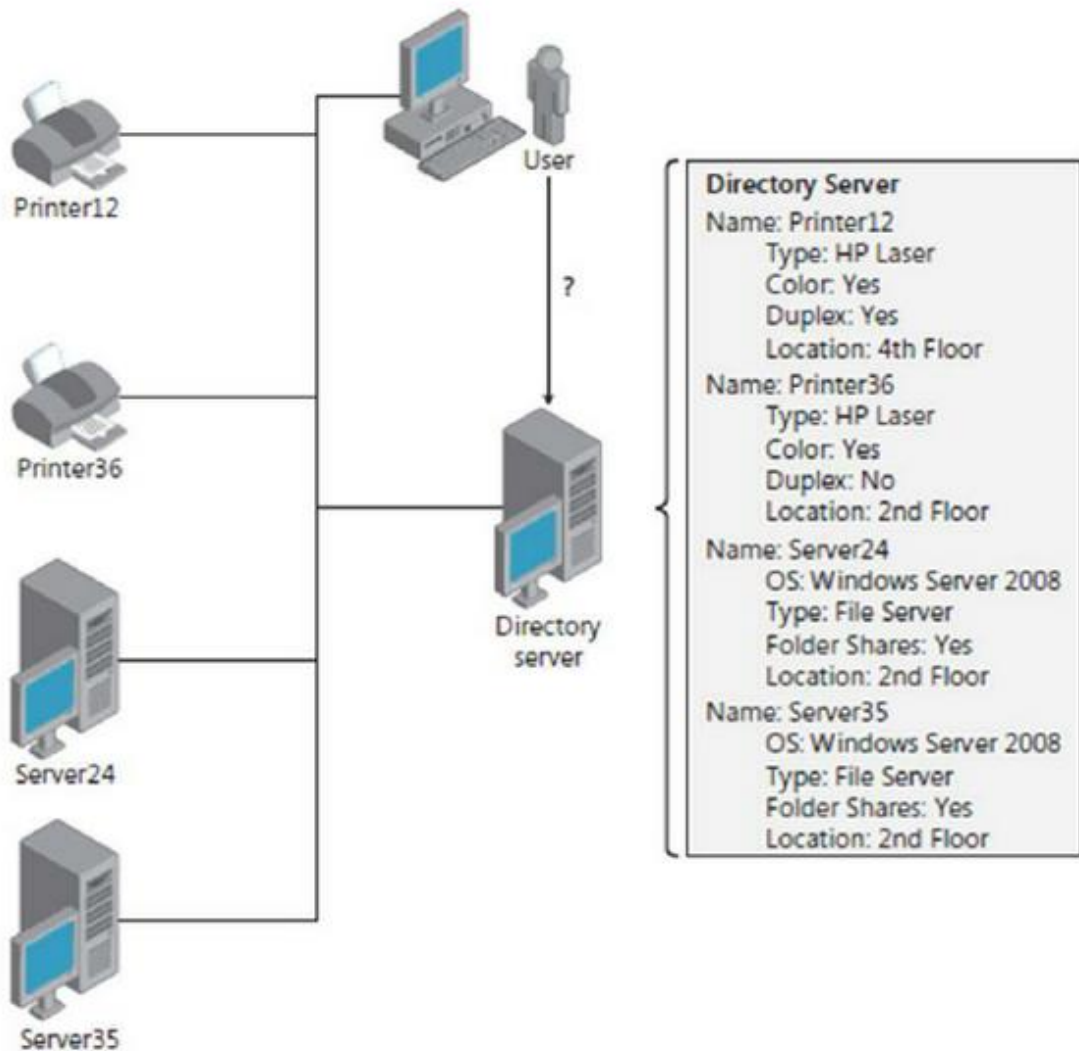 Printer12
User
?
Printer36
Directory
server
Server24
Server35
Directory Server
Name: Printer12
Type: HP Laser
Color: Yes
Duplex: Yes
Location: 4th Floor
Name: Printer36
Type: HP Laser
Color: Yes
Duplex: No
Location: 2nd Floor
Name: Server24
OS: Windows Server 2008
Type: File Server
Folder Shares: Yes
Location: 2nd Floor
Name: Server35
OS: Windows Server 2008
Type: File Server
Folder Shares: Yes
Location: 2nd Floor